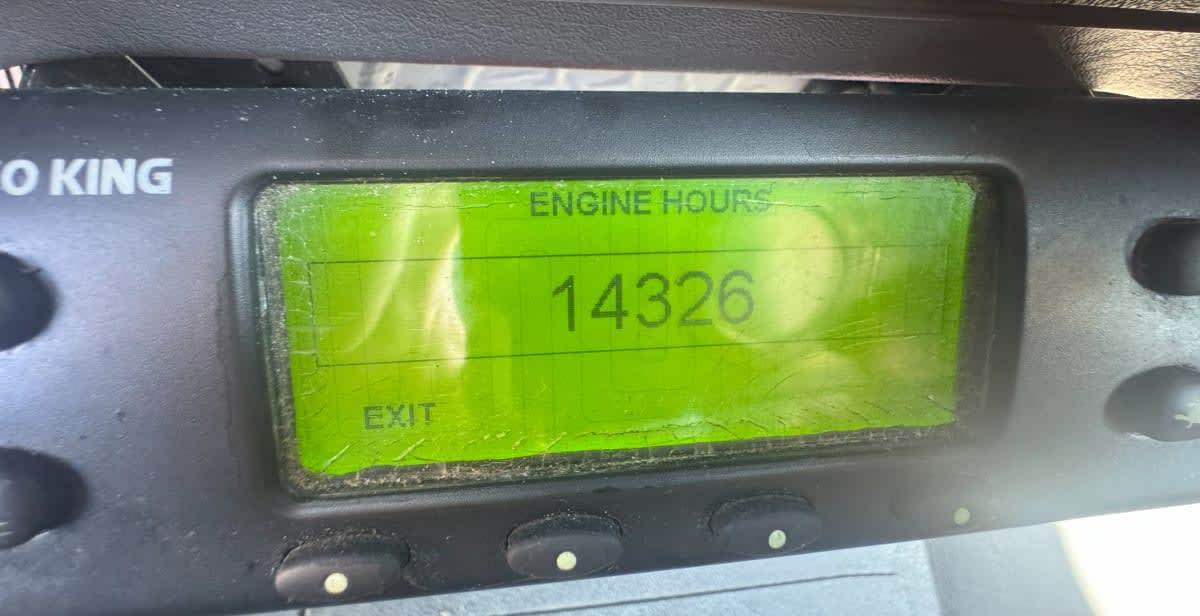 O KING
ENGINE HOURS
14326
EXIT